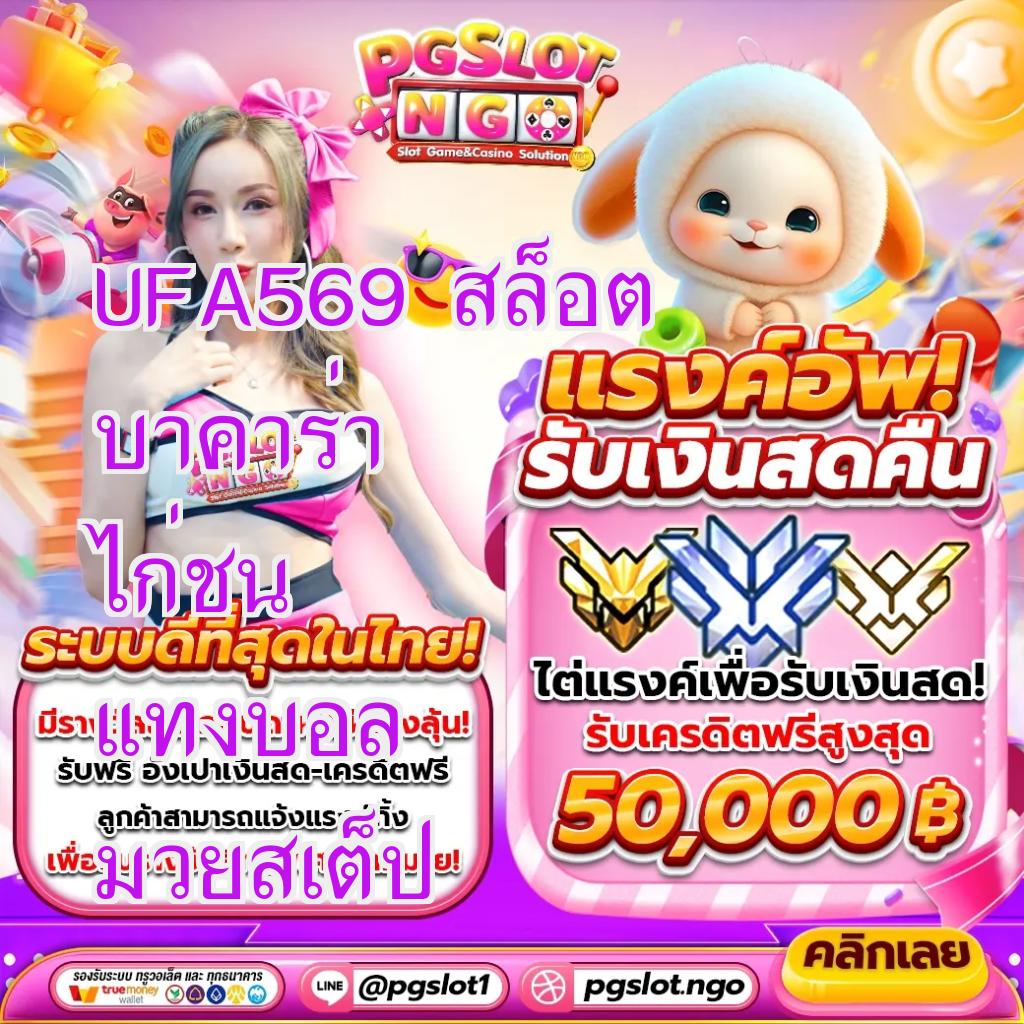 PGSLOT
NGO
Slot Game&Casino Solution
UFA569 สล็อต
บาคาร่า
ไก่ชน
แทงบอล
มวยสเต็ป
แรงค์อัพ!
รับเงินสดคืน
ไต่แรงค์เพื่อรับเงินสด!
รับเครดิตฟรีสูงสุด
50,000 ฿
ระบบดีที่สุดในไทย!
รับฟรี อั่งเปาเงินสด-เครดิตฟรี
ลูกค้าสามารถแจ้ง
คลิกเลย
รองรับระบบ ทรูวอเล็ต และ ทุกธนาคาร
truemoney
wallet
LINE @pgslot1
pgslot.ngo